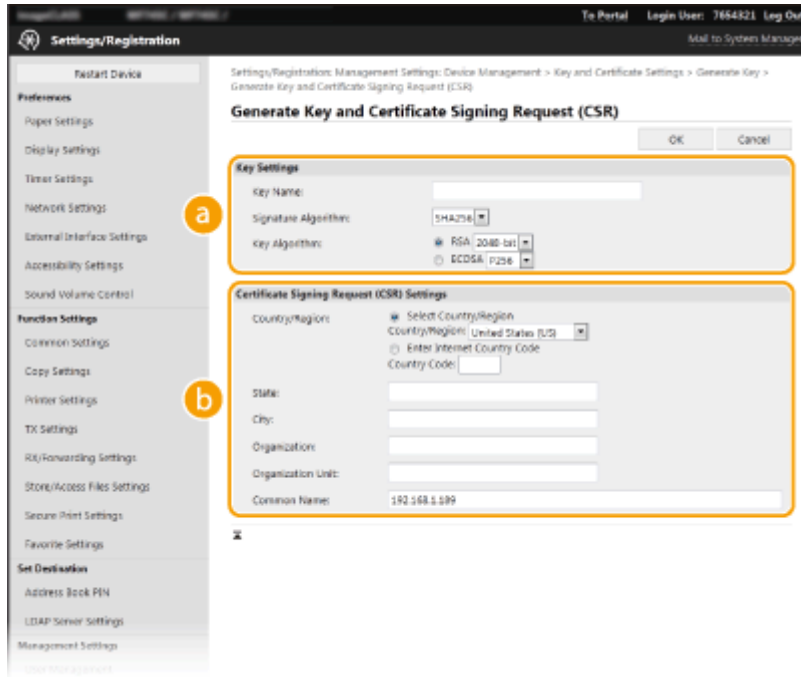 To Portal Login User: 7654321 Log Ou
Settings/Registration
Mail to System Manage
Restart Device
Preferences
Paper Settings
Display Settings
Timer Settings
Network Settings
External Interface Settings
Accessibility Settings
Sound Volume Control
Function Settings
Common Settings
Copy Settings
Printer Settings
TX Settings
RX/Forwarding Settings
Store/Access Files Settings
Secure Print Settings
Favorite Settings
Set Destination
Address Book PIN
LDAP Server Settings
Management Settings
User Management
Settings/Registration: Management Settings: Device Management > Key and Certificate Settings > Generate Key >
Generate Key and Certificate Signing Request (CSR)
Generate Key and Certificate Signing Request (CSR)
OK Cancel
a
Key Settings
Key Name:
Signature Algorithm: SHA256
Key Algorithm: RSA 2048-bit
ECDSA P256
b
Certificate Signing Request (CSR) Settings
Country/Region: Select Country/Region
Country/Region: United States (US)
Enter Internet Country Code
Country Code:
State:
City:
Organization:
Organization Unit:
Common Name: 192.168.1.189